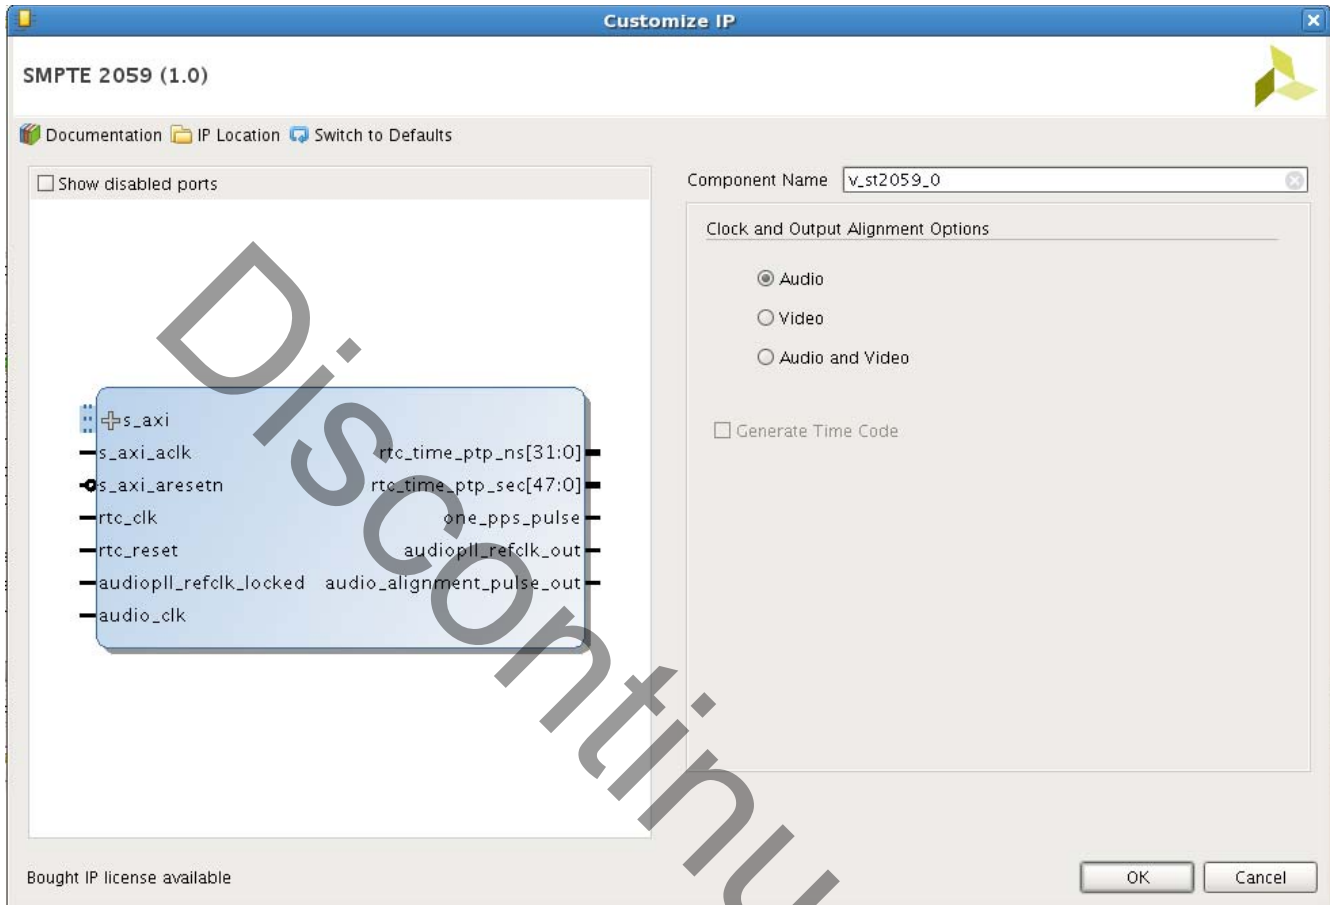 Customize IP
SMPTE 2059 (1.0)
Documentation IP Location Switch to Defaults
Show disabled ports
Component Name v_st2059_0
Clock and Output Alignment Options
Audio
Video
Audio and Video
Generate Time Code
s_axi
s_axi_aclk
s_axi_aresetn
rtc_clk
rtc_reset
audiopll_refclk_locked
audio_clk
rtc_time_ptp_ns[31:0]
rtc_time_ptp_sec[47:0]
one_pps_pulse
audiopll_refclk_out
audio_alignment_pulse_out
Discontinu
Bought IP license available
OK Cancel